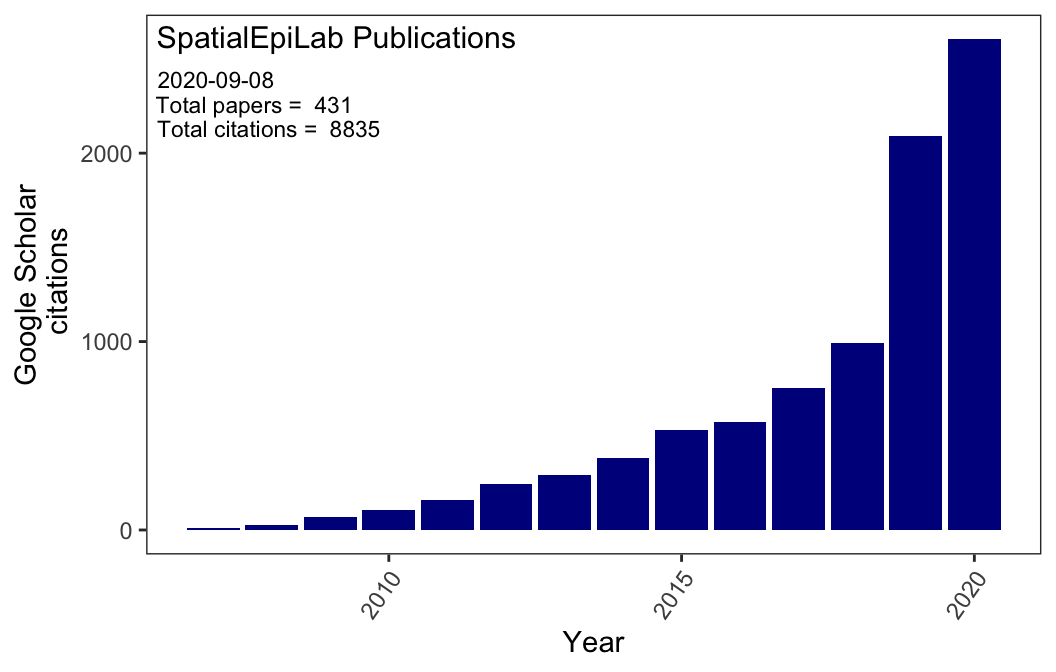 SpatialEpiLab Publications
2020-09-08
Total papers = 431
Total citations = 8835
Google Scholar
citations
2000
1000
0
2010
2015
2020
Year